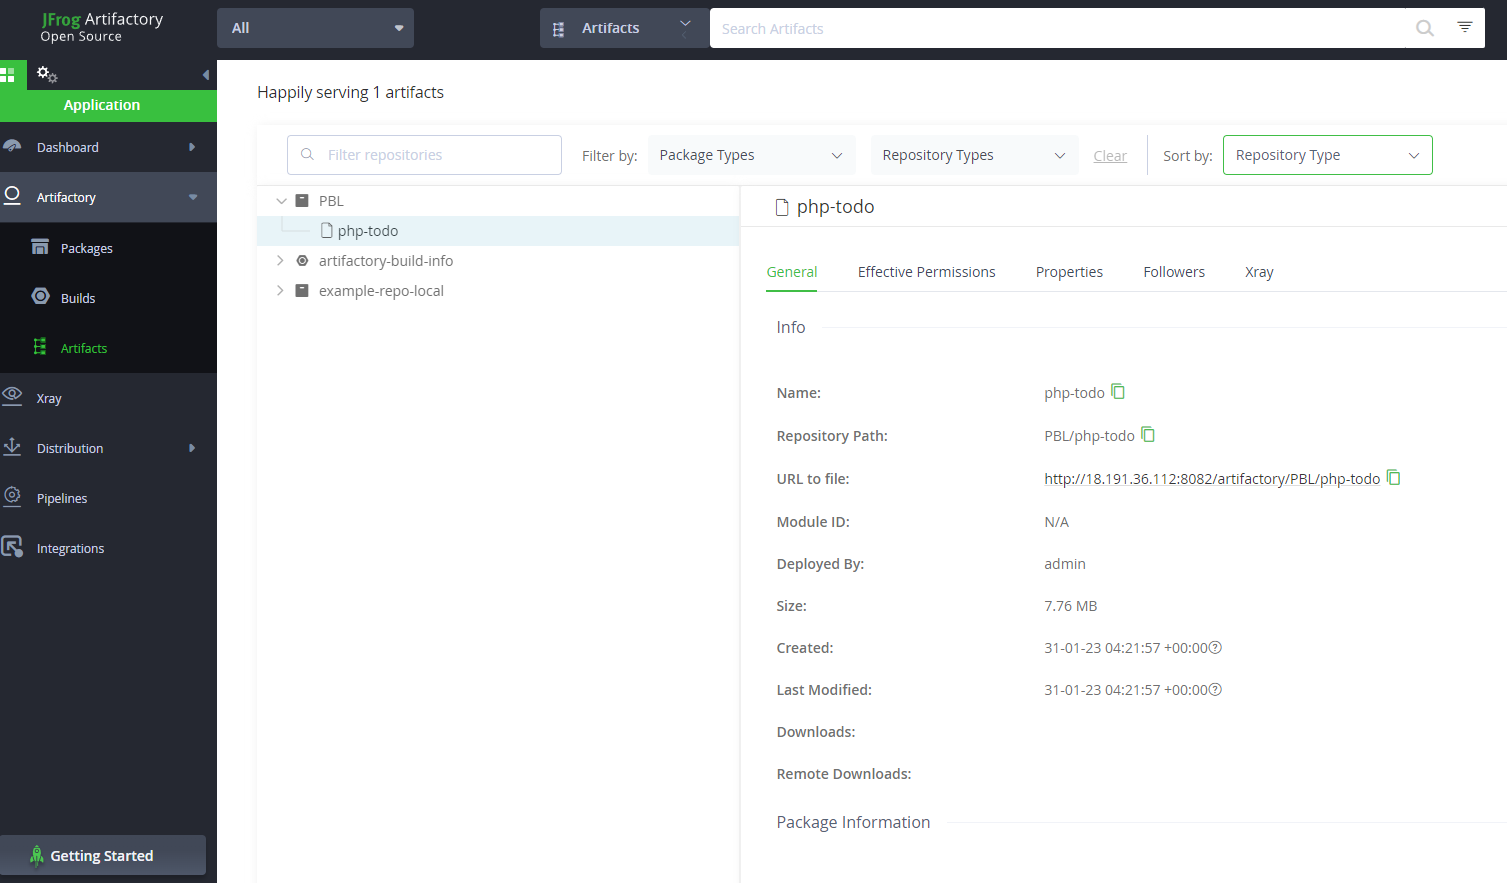 JFrog Artifactory
Open Source
All
Artifacts
Search Artifacts
Application
Dashboard
Artifactory
Packages
Builds
Artifacts
Xray
Distribution
Pipelines
Integrations
Getting Started
Happily serving 1 artifacts
Filter repositories
Filter by:
Package Types
Repository Types
Clear
Sort by:
Repository Type
PBL
php-todo
artifactory-build-info
example-repo-local
php-todo
General Effective Permissions Properties Followers Xray
Info
Name: php-todo
Repository Path: PBL/php-todo
URL to file: http://18.191.36.112:8082/artifactory/PBL/php-todo
Module ID: N/A
Deployed By: admin
Size: 7.76 MB
Created: 31-01-23 04:21:57 +00:00
Last Modified: 31-01-23 04:21:57 +00:00
Downloads:
Remote Downloads:
Package Information